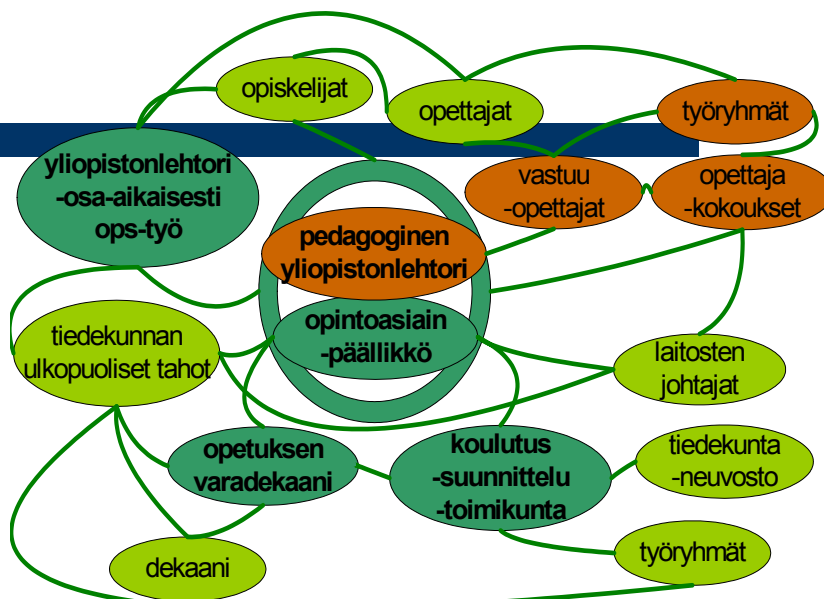 opiskelijat
opettajat
työryhmät
yliopistonlehtori
-osa-aikaisesti
ops-työ
vastuu
-opettajat
opettaja
-kokoukset
pedagoginen
yliopistonlehtori
opintoasiain
-päällikkö
tiedekunnan
ulkopuoliset tahot
laitosten
johtajat
opetuksen
varadekaani
koulutus
-suunnittelu
-toimikunta
tiedekunta
-neuvosto
dekaani
työryhmät